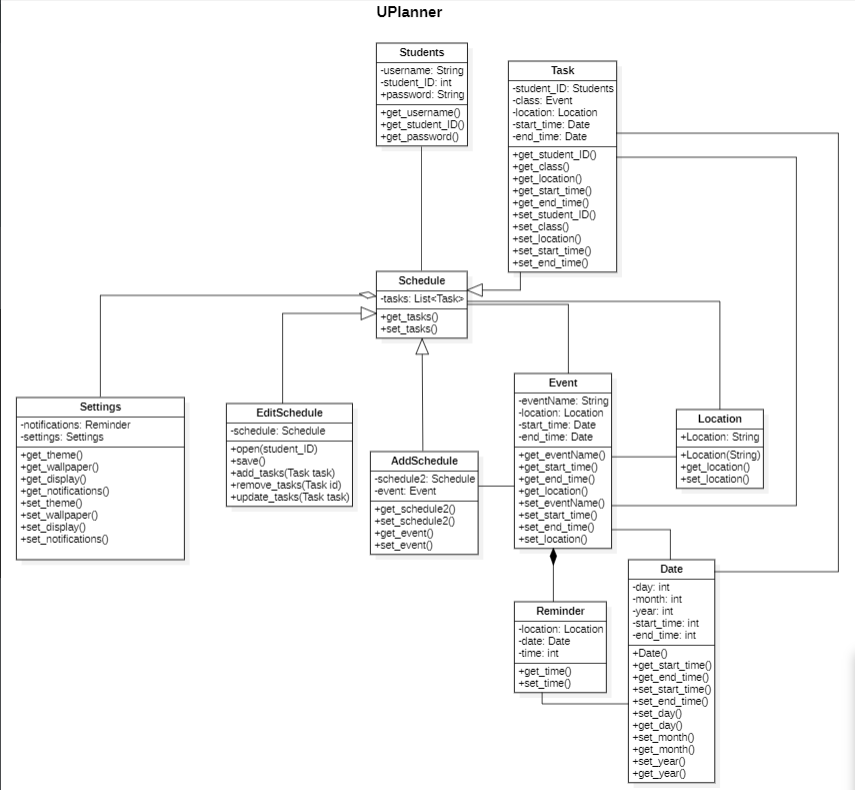 UPlanner
Students
-username: String
-student_ID: int
+password: String
+get_username()
+get_student_ID()
+get_password()
Task
-student_ID: Students
-class: Event
-location: Location
-start_time: Date
-end_time: Date
+get_student_ID()
+get_class()
+get_location()
+get_start_time()
+get_end_time()
+set_student_ID()
+set_class()
+set_location()
+set_start_time()
+set_end_time()
Schedule
-tasks: List<Task>
+get_tasks()
+set_tasks()
Settings
-notifications: Reminder
-settings: Settings
+get_theme()
+get_wallpaper()
+get_display()
+get_notifications()
+set_theme()
+set_wallpaper()
+set_display()
+set_notifications()
EditSchedule
-schedule: Schedule
+open(student_ID)
+save()
+add_tasks(Task task)
+remove_tasks(Task id)
+update_tasks(Task task)
AddSchedule
-schedule2: Schedule
-event: Event
+get_schedule2()
+set_schedule2()
+get_event()
+set_event()
Event
-eventName: String
-location: Location
-start_time: Date
-end_time: Date
+get_eventName()
+get_start_time()
+get_end_time()
+get_location()
+set_eventName()
+set_start_time()
+set_end_time()
+set_location()
Location
+Location: String
+Location(String)
+get_location()
+set_location()
Reminder
-location: Location
-date: Date
-time: int
+get_time()
+set_time()
Date
-day: int
-month: int
-year: int
-start_time: int
-end_time: int
+Date()
+get_start_time()
+get_end_time()
+set_start_time()
+set_end_time()
+set_day()
+get_day()
+set_month()
+get_month()
+set_year()
+get_year()